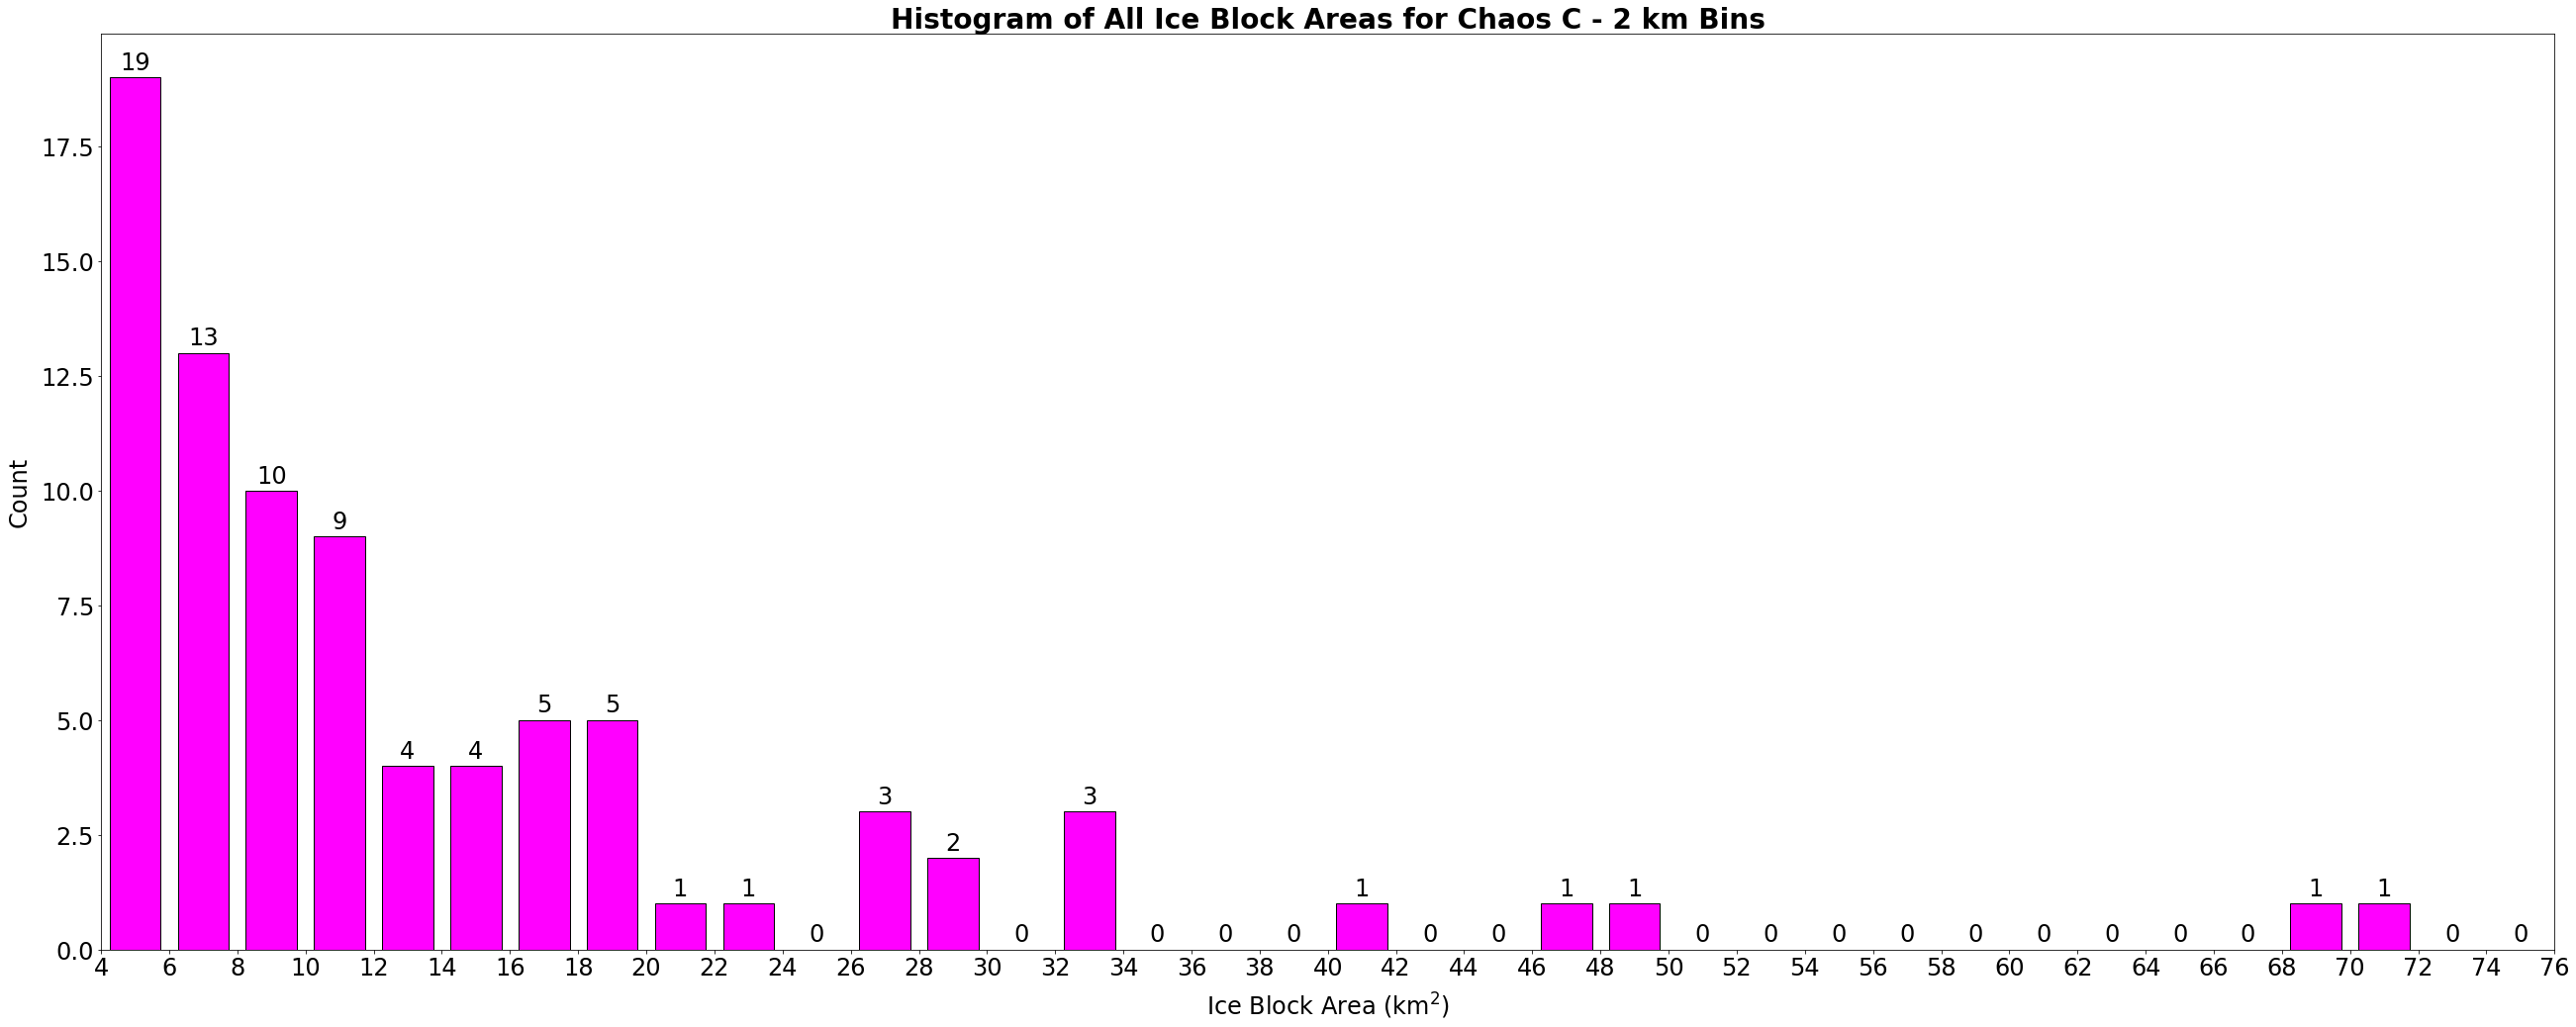 Histogram of All Ice Block Areas for Chaos C - 2 km Bins
19
17.5
15.0
13
12.5
10
10.0
9
Count
7.5
5 5
5.0
4 4
3 3
2.5
2
1 1 1 1 1 1 1
0 0 0 0 0 0 0 0 0 0 0 0 0 0 0 0 0 0
0.0
4 6 8 10 12 14 16 18 20 22 24 26 28 30 32 34 36 38 40 42 44 46 48 50 52 54 56 58 60 62 64 66 68 70 72 74 76
Ice Block Area (km²)